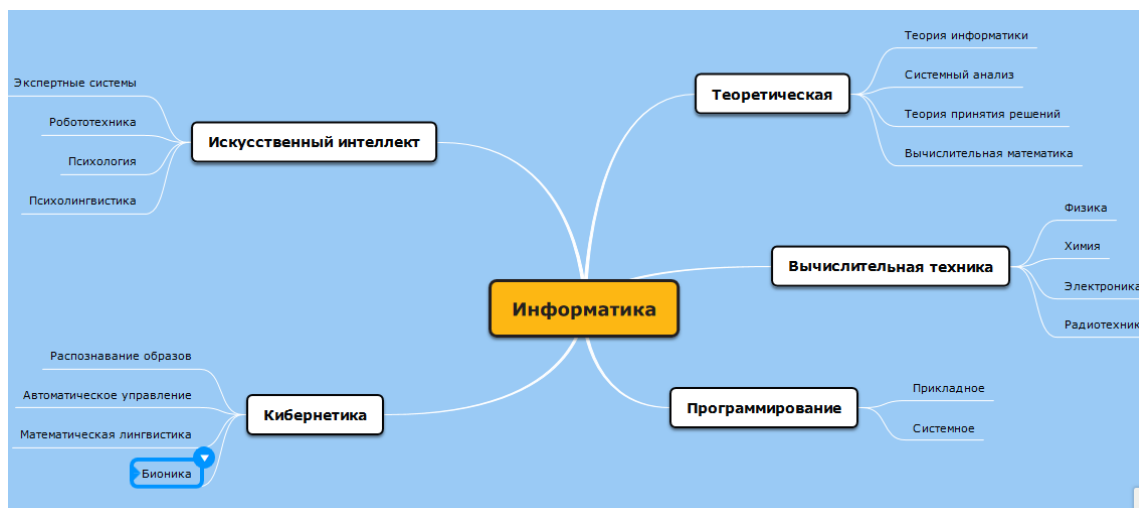 Теория информатики
Системный анализ
Теоретическая
Теория принятия решений
Вычислительная математика
Экспертные системы
Робототехника
Искусственный интеллект
Психология
Психолингвистика
Физика
Химия
Вычислительная техника
Электроника
Радиотехник
Информатика
Распознавание образов
Автоматическое управление
Кибернетика
Математическая лингвистика
Бионика
Прикладное
Программирование
Системное